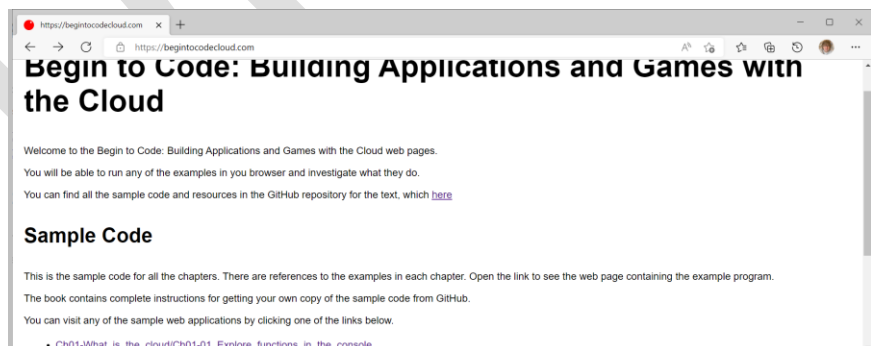 https://begintocodecloud.com
https://begintocodecloud.com
Begin to Code: Building Applications and Games with
the Cloud
Welcome to the Begin to Code: Building Applications and Games with the Cloud web pages.
You will be able to run any of the examples in you browser and investigate what they do.
You can find all the sample code and resources in the GitHub repository for the text, which here
Sample Code
This is the sample code for all the chapters. There are references to the examples in each chapter. Open the link to see the web page containing the example program.
The book contains complete instructions for getting your own copy of the sample code from GitHub.
You can visit any of the sample web applications by clicking one of the links below.
• Ch01-What_is_the_cloud/Ch01-01_Explore_functions_in_the_console